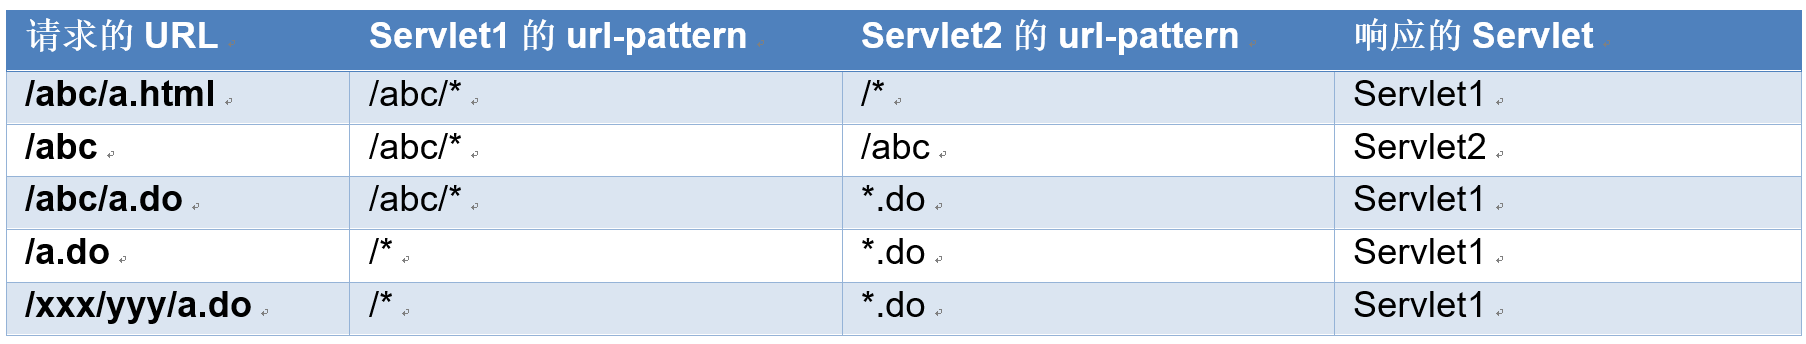 请求的 URL Servlet1 的 url-pattern Servlet2 的 url-pattern 响应的 Servlet
/abc/a.html /abc/* /* Servlet1
/abc /abc/* /abc Servlet2
/abc/a.do /abc/* *.do Servlet1
/a.do /* *.do Servlet1
/xxx/yyy/a.do /* *.do Servlet1